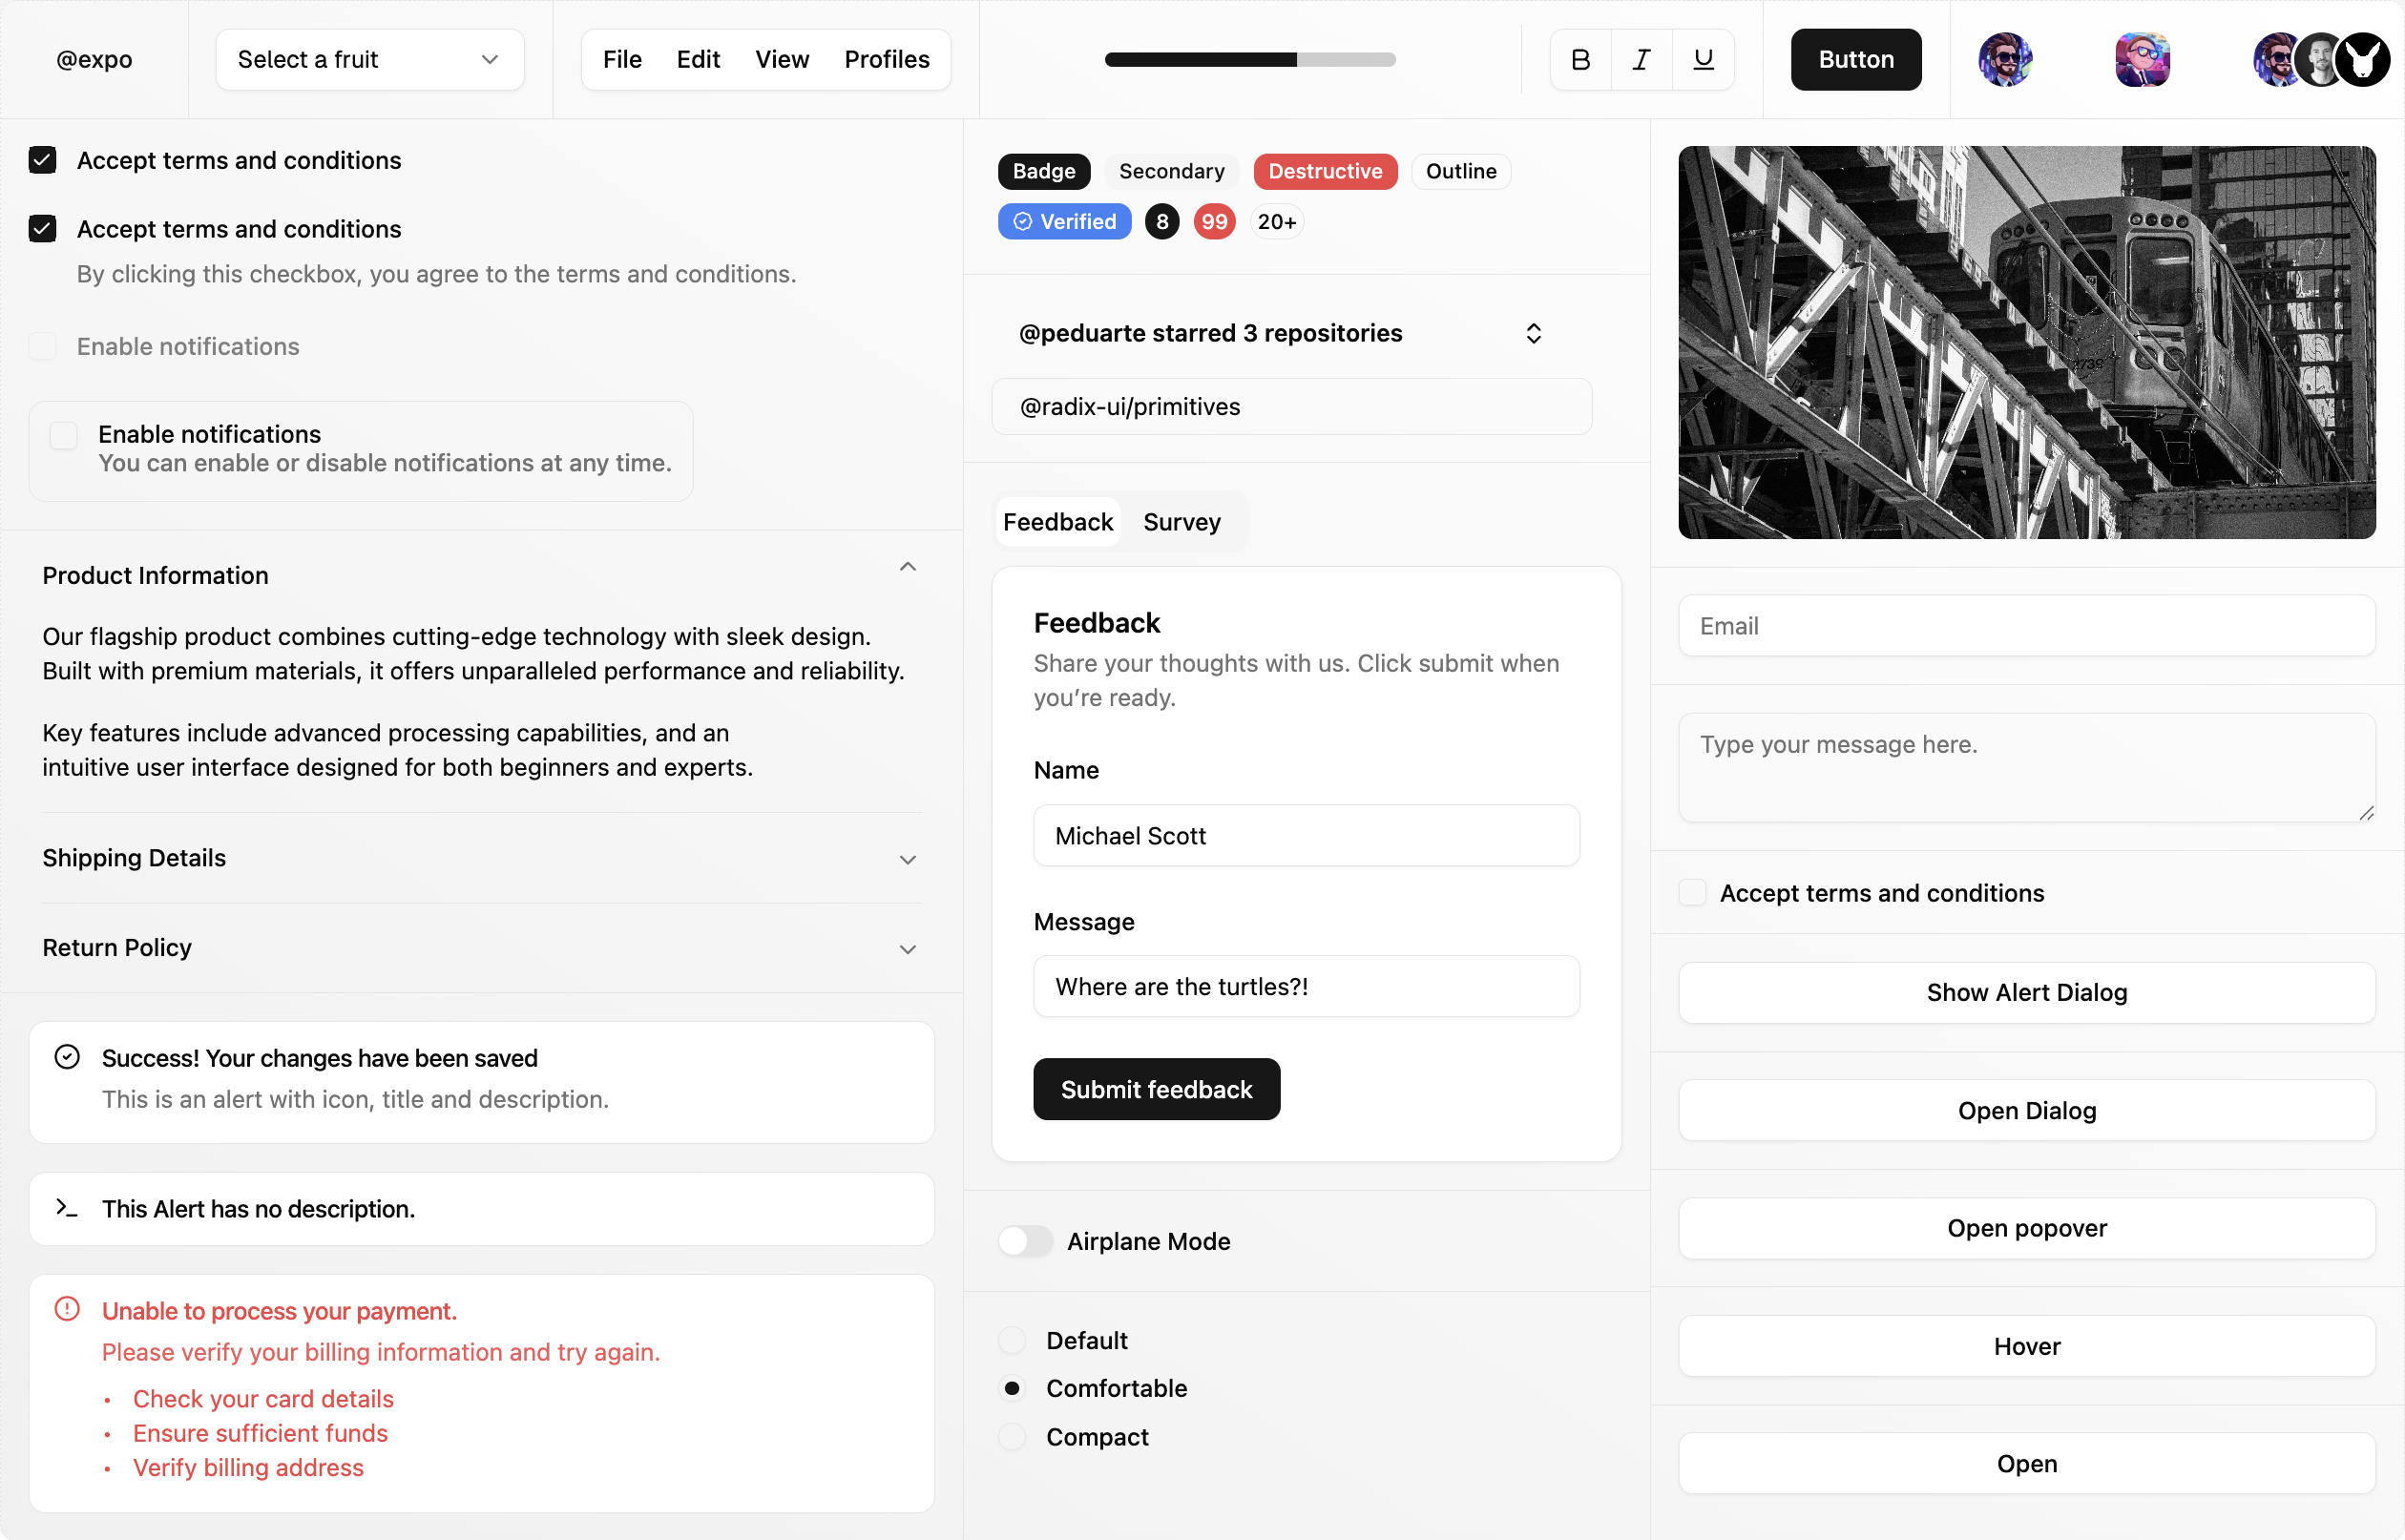 @expo
Select a fruit
File Edit View Profiles
B I U
Button
Accept terms and conditions
Accept terms and conditions
By clicking this checkbox, you agree to the terms and conditions.
Enable notifications
Enable notifications
You can enable or disable notifications at any time.
Product Information
Our flagship product combines cutting-edge technology with sleek design.
Built with premium materials, it offers unparalleled performance and reliability.
Key features include advanced processing capabilities, and an
intuitive user interface designed for both beginners and experts.
Shipping Details
Return Policy
Success! Your changes have been saved
This is an alert with icon, title and description.
This Alert has no description.
Unable to process your payment.
Please verify your billing information and try again.
• Check your card details
• Ensure sufficient funds
• Verify billing address
Badge Secondary Destructive Outline
Verified 8 99 20+
@peduarte starred 3 repositories
@radix-ui/primitives
Feedback Survey
Feedback
Share your thoughts with us. Click submit when
you’re ready.
Name
Michael Scott
Message
Where are the turtles?!
Submit feedback
Airplane Mode
Default
Comfortable
Compact
2739
Email
Type your message here.
Accept terms and conditions
Show Alert Dialog
Open Dialog
Open popover
Hover
Open